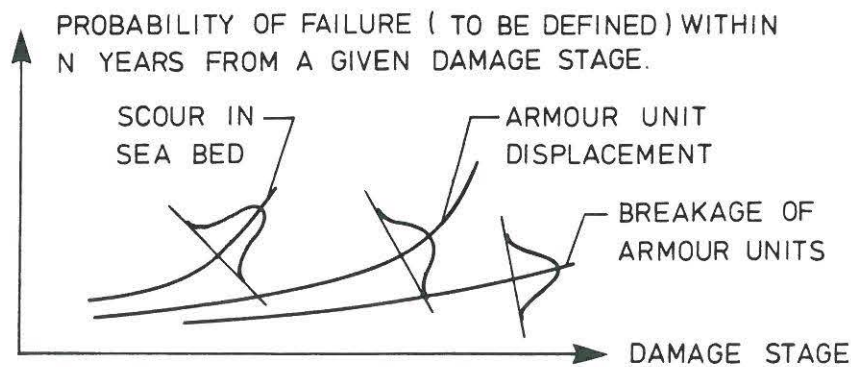 PROBABILITY OF FAILURE ( TO BE DEFINED ) WITHIN
N YEARS FROM A GIVEN DAMAGE STAGE.
SCOUR IN
SEA BED
ARMOUR UNIT
DISPLACEMENT
BREAKAGE OF
ARMOUR UNITS
DAMAGE STAGE